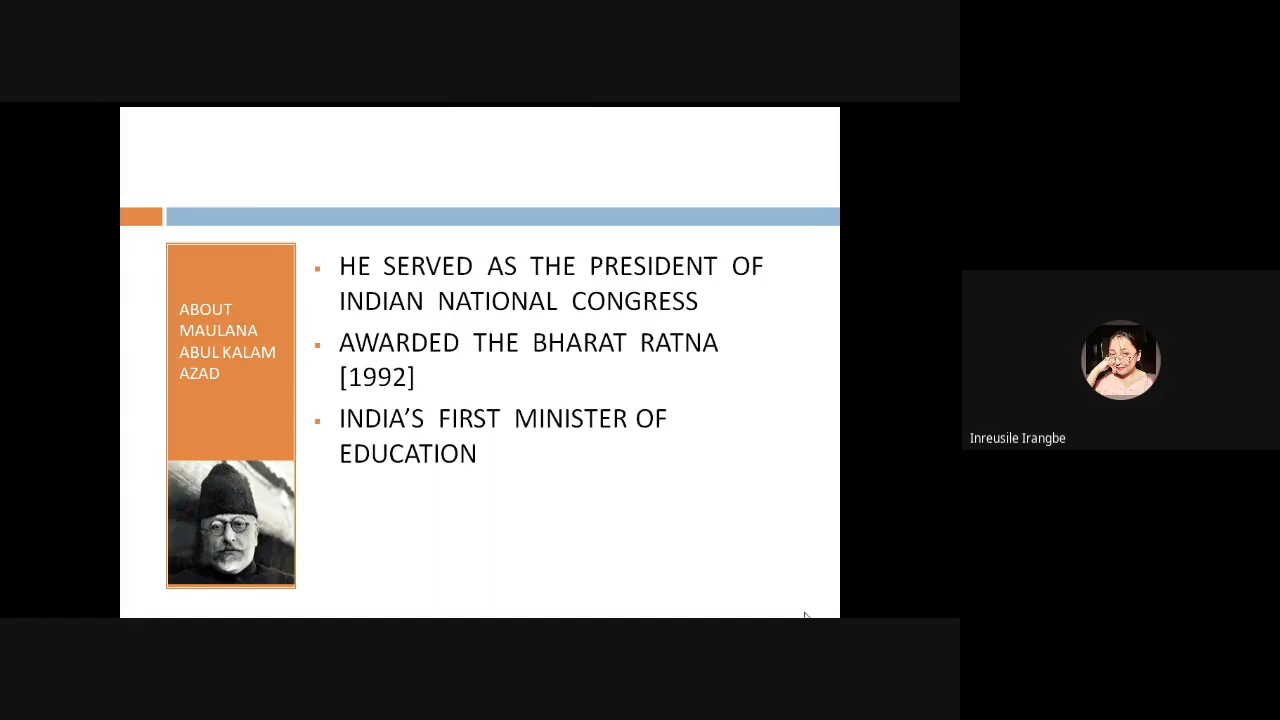 ABOUT
MAULANA
ABUL KALAM
AZAD
HE SERVED AS THE PRESIDENT OF
INDIAN NATIONAL CONGRESS
AWARDED THE BHARAT RATNA
[1992]
INDIA’S FIRST MINISTER OF
EDUCATION
Inreusile Irangbe